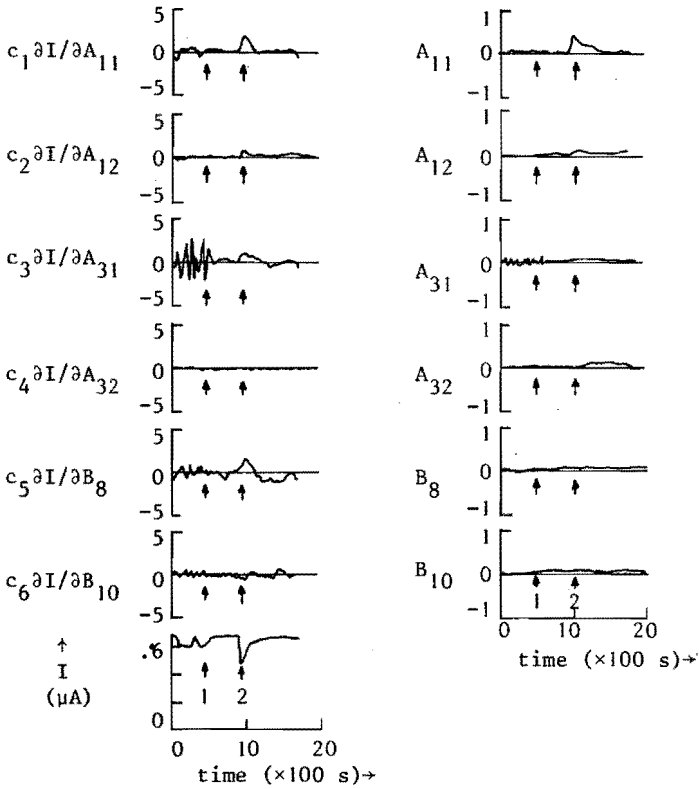 c₁∂I/∂A₁₁ 5 0 -5
A₁₁ 1 0 -1
c₂∂I/∂A₁₂ 5 0 -5
A₁₂ 1 0 -1
c₃∂I/∂A₃₁ 5 0 -5
A₃₁ 1 0 -1
c₄∂I/∂A₃₂ 5 0 -5
A₃₂ 1 0 -1
c₅∂I/∂B₈ 5 0 -5
B₈ 1 0 -1
c₆∂I/∂B₁₀ 5 0 -5
B₁₀ 1 0 -1
1 2
0 10 20
time (×100 s)→
↑
I
(μA)
0
1 2
0 10 20
time (×100 s)→